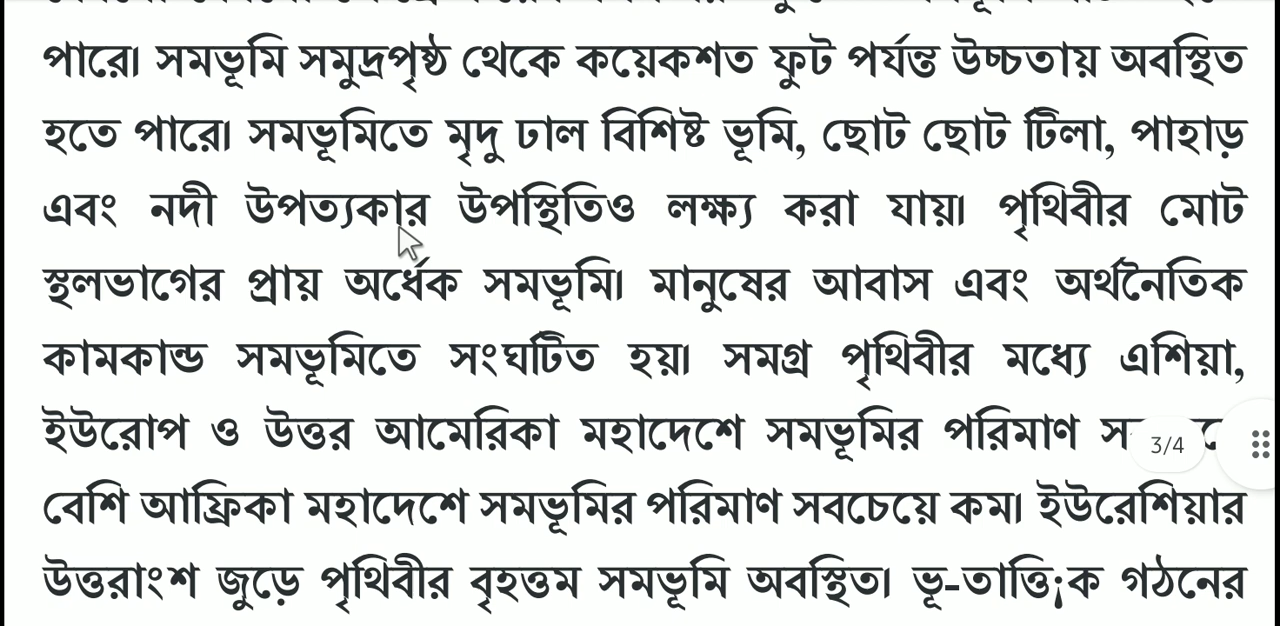 পারে। সমভূমি সমুদ্রপৃষ্ঠ থেকে কয়েকশত ফুট পর্যন্ত উচ্চতায় অবস্থিত
হতে পারে। সমভূমিতে মৃদু ঢাল বিশিষ্ট ভূমি, ছোট ছোট টিলা, পাহাড়
এবং নদী উপত্যকার উপস্থিতিও লক্ষ্য করা যায়। পৃথিবীর মোট
স্থলভাগের প্রায় অর্ধেক সমভূমি। মানুষের আবাস এবং অর্থনৈতিক
কামকান্ড সমভূমিতে সংঘটিত হয়। সমগ্র পৃথিবীর মধ্যে এশিয়া,
ইউরোপ ও উত্তর আমেরিকা মহাদেশে সমভূমির পরিমাণ
3/4
বেশি আফ্রিকা মহাদেশে সমভূমির পরিমাণ সবচেয়ে কম। ইউরেশিয়ার
উত্তরাংশ জুড়ে পৃথিবীর বৃহত্তম সমভূমি অবস্থিত। ভূ-তাত্তি¡ক গঠনের